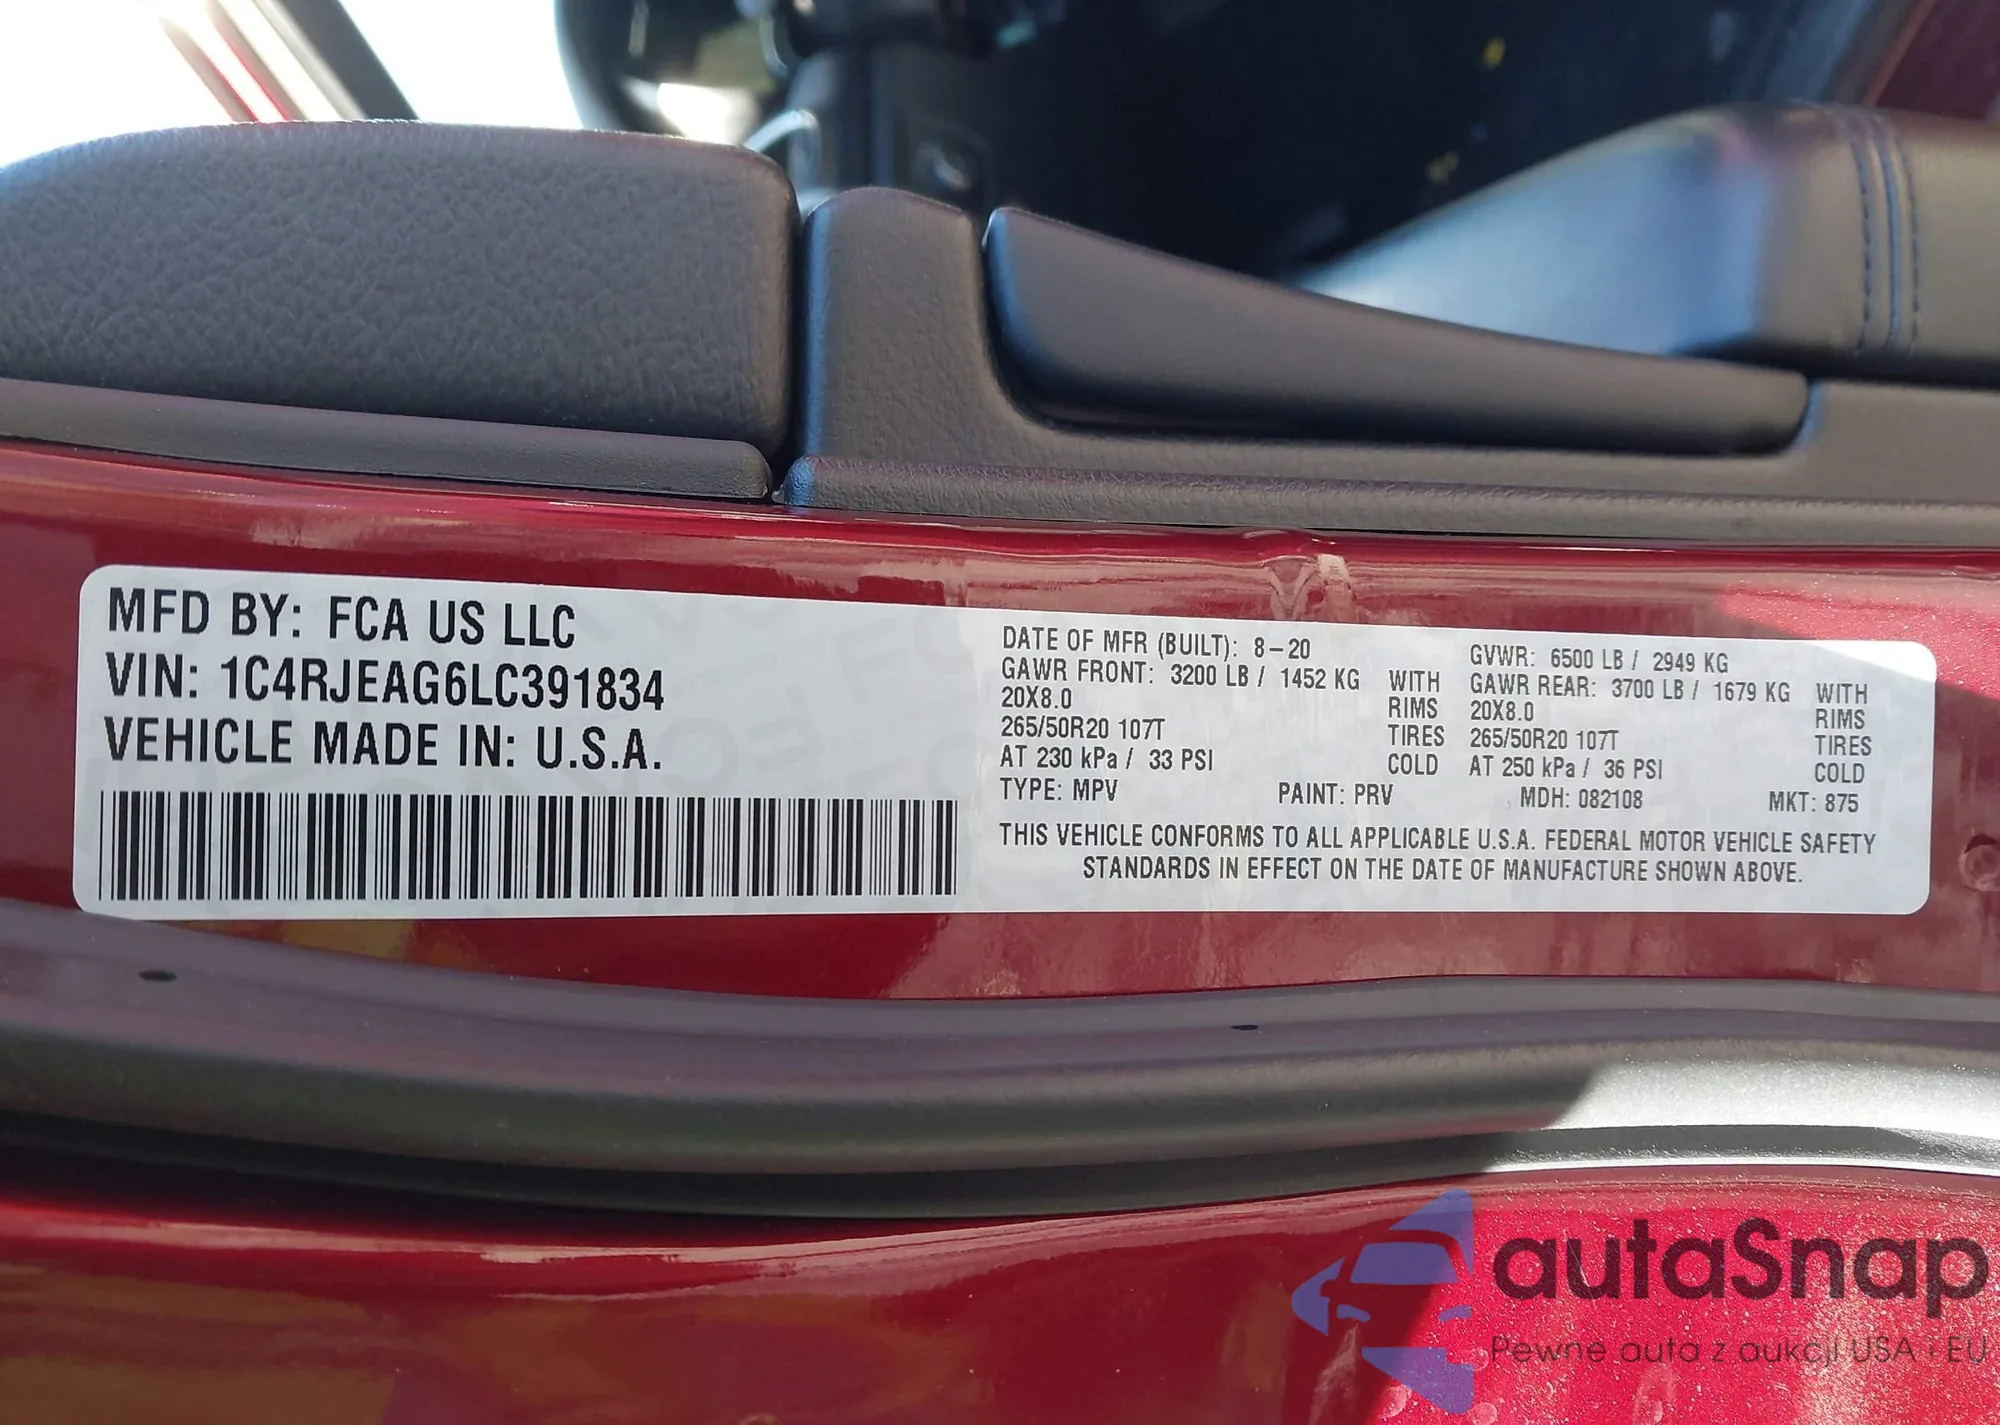 MFD BY: FCA US LLC
VIN: 1C4RJEAG6LC391834
VEHICLE MADE IN: U.S.A.
DATE OF MFR (BUILT): 8-20
GAWR FRONT: 3200 LB / 1452 KG WITH
20X8.0 RIMS
265/50R20 107T TIRES
AT 230 kPa / 33 PSI COLD
GVWR: 6500 LB / 2949 KG
GAWR REAR: 3700 LB / 1679 KG WITH
20X8.0 RIMS
265/50R20 107T TIRES
AT 250 kPa / 36 PSI COLD
TYPE: MPV PAINT: PRV MDH: 082108 MKT: 875
THIS VEHICLE CONFORMS TO ALL APPLICABLE U.S.A. FEDERAL MOTOR VEHICLE SAFETY
STANDARDS IN EFFECT ON THE DATE OF MANUFACTURE SHOWN ABOVE.
autaSnap
Pewne auta z aukcji USA i EU